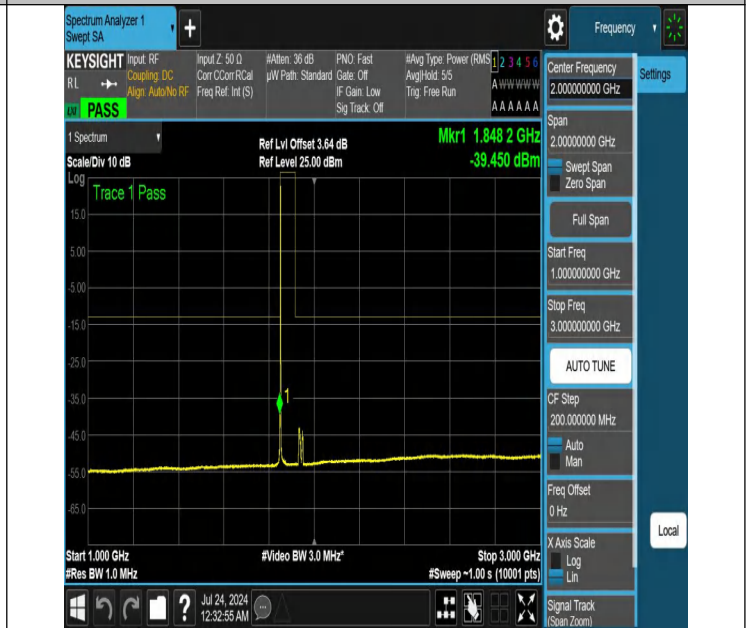 Spectrum Analyzer 1
Swept SA
+
Frequency
KEYSIGHT
RL
PASS
Input: RF
Coupling: DC
Align: Auto/No RF
Input Z: 50 Ω
Corr CCorr RCal
Freq Ref: Int (S)
#Atten: 36 dB
µW Path: Standard
PNO: Fast
Gate: Off
IF Gain: Low
Sig Track: Off
#Avg Type: Power (RMS
Avg|Hold: 5/5
Trig: Free Run
1 2 3 4 5 6
A W W W W W
A A A A A A
Center Frequency
2.000000000 GHz
Settings
Span
2.00000000 GHz
Swept Span
Zero Span
Full Span
Start Freq
1.000000000 GHz
Stop Freq
3.000000000 GHz
AUTO TUNE
CF Step
200.000000 MHz
Auto
Man
Freq Offset
0 Hz
X Axis Scale
Log
Lin
Signal Track
(Span Zoom)
Local
1 Spectrum
Scale/Div 10 dB
Ref Lvl Offset 3.64 dB
Ref Level 25.00 dBm
Mkr1 1.848 2 GHz
-39.450 dBm
Log
Trace 1 Pass
15.0
5.00
-5.00
-15.0
-25.0
-35.0
-45.0
-55.0
-65.0
1
Start 1.000 GHz
#Res BW 1.0 MHz
#Video BW 3.0 MHz*
Stop 3.000 GHz
#Sweep ~1.00 s (10001 pts)
?
Jul 24, 2024
12:32:55 AM